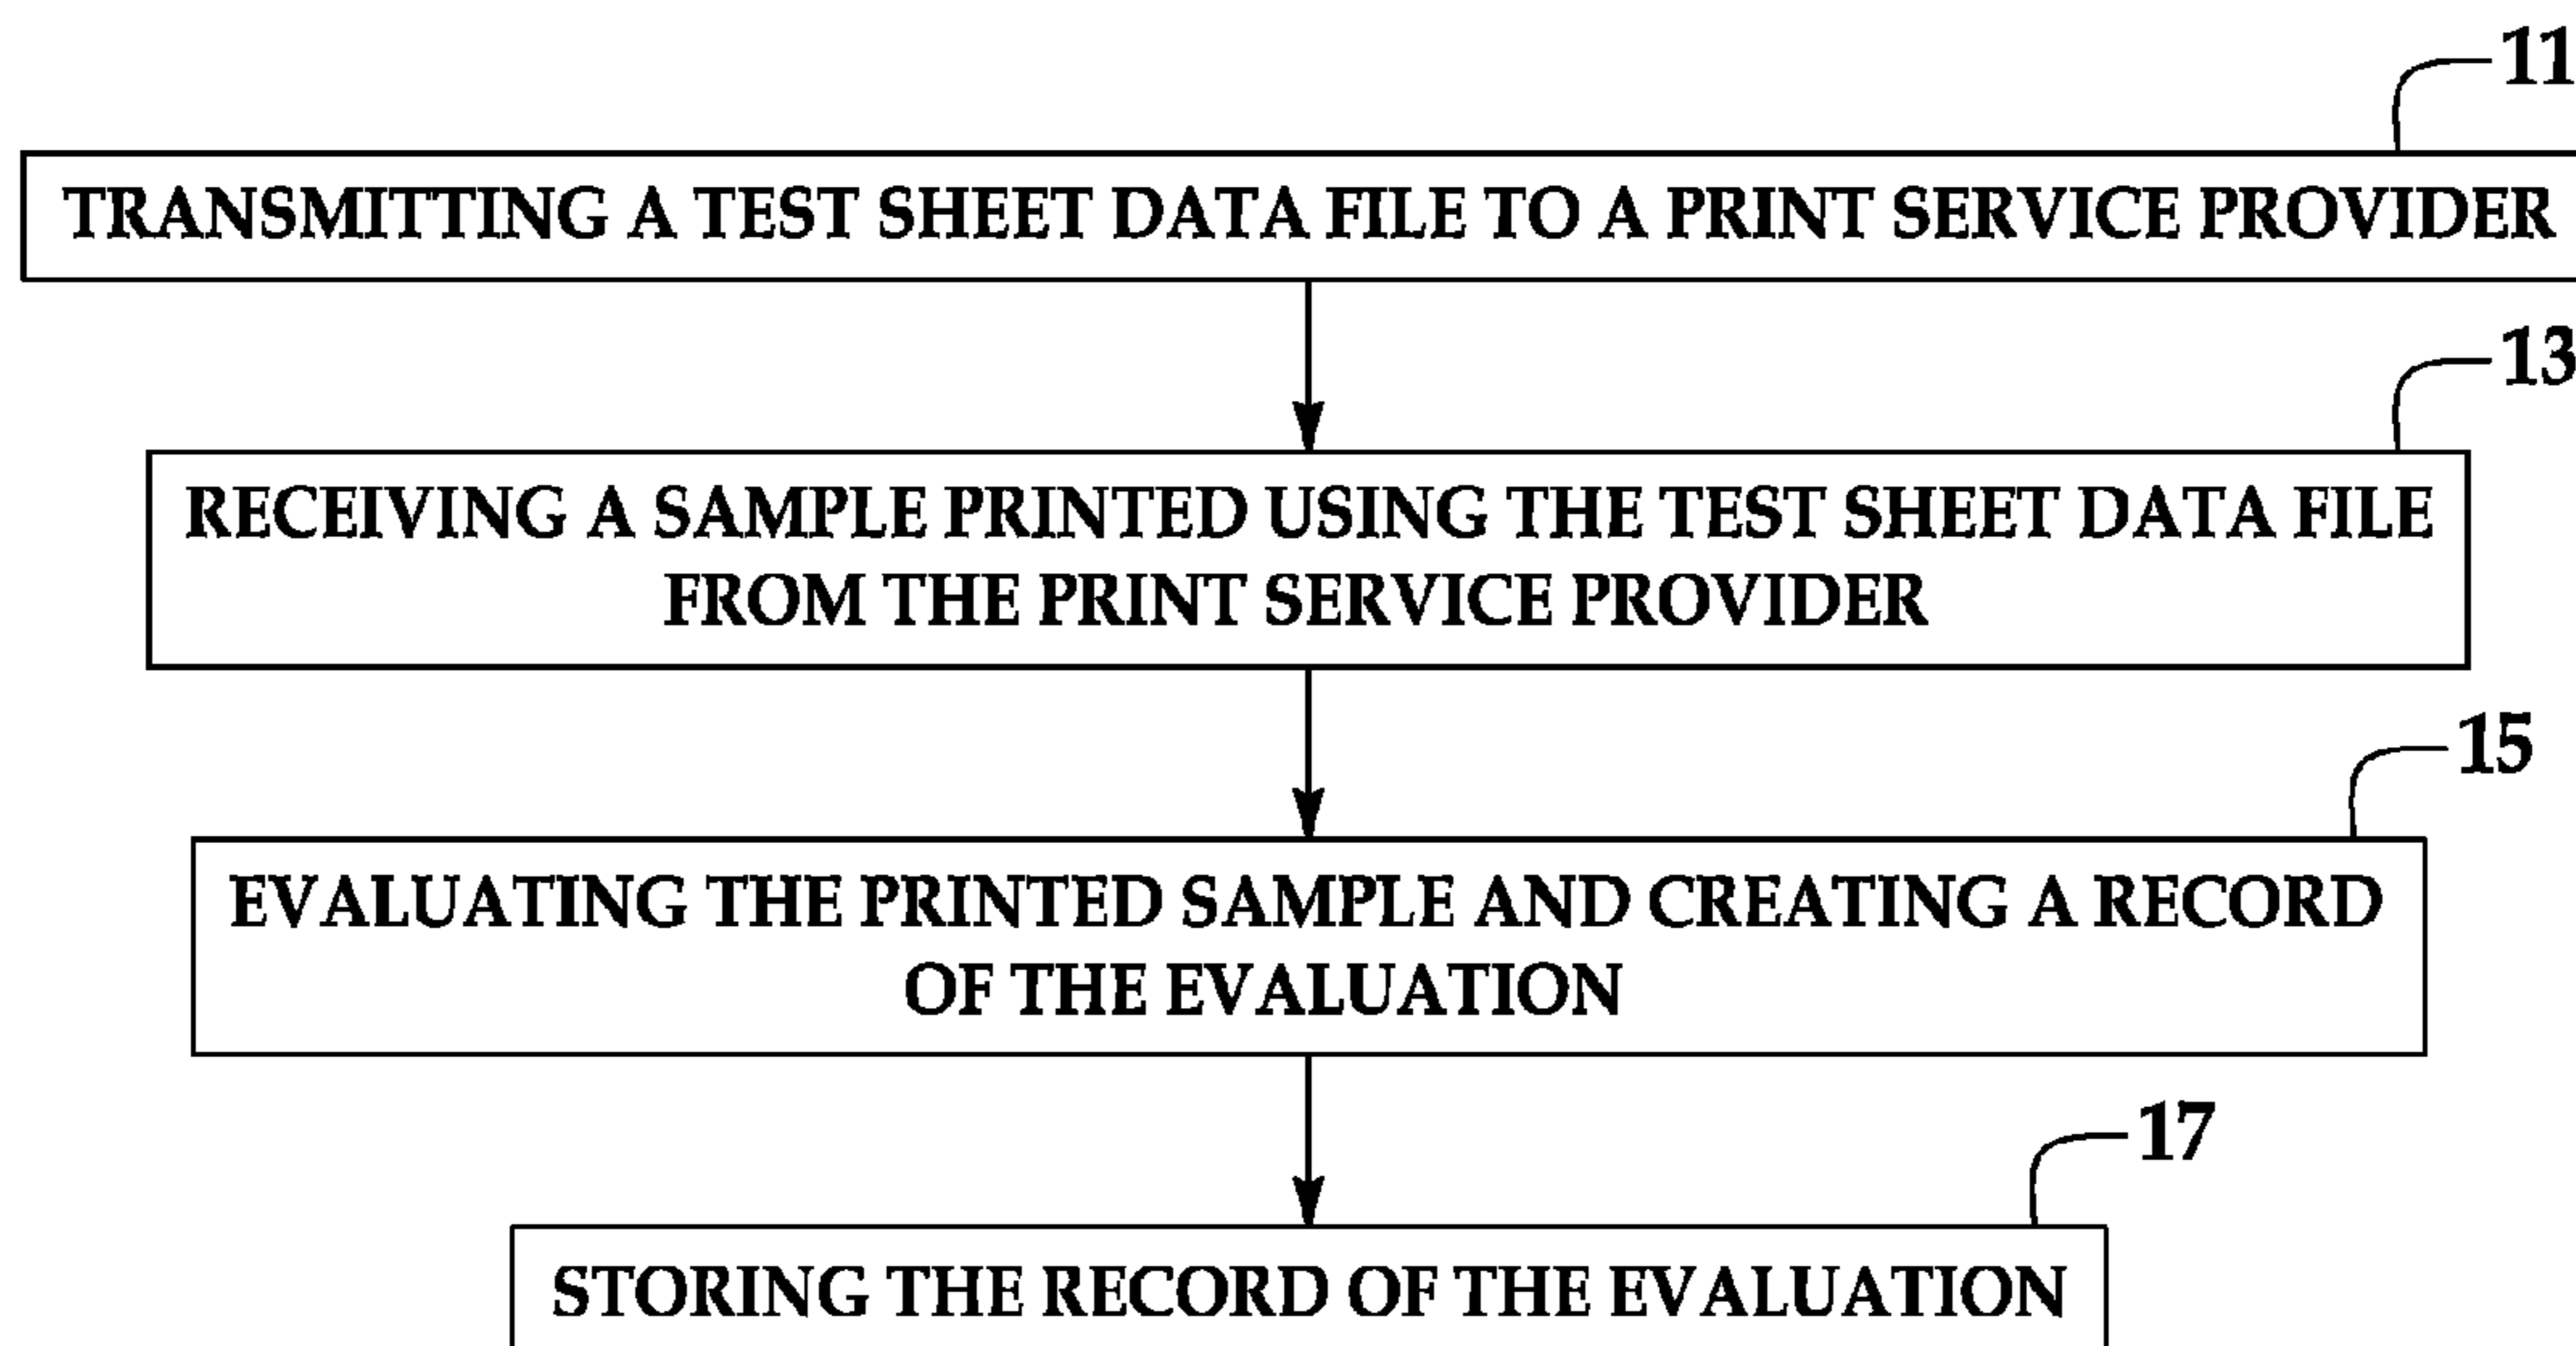 11
TRANSMITTING A TEST SHEET DATA FILE TO A PRINT SERVICE PROVIDER
13
RECEIVING A SAMPLE PRINTED USING THE TEST SHEET DATA FILE
FROM THE PRINT SERVICE PROVIDER
15
EVALUATING THE PRINTED SAMPLE AND CREATING A RECORD
OF THE EVALUATION
17
STORING THE RECORD OF THE EVALUATION